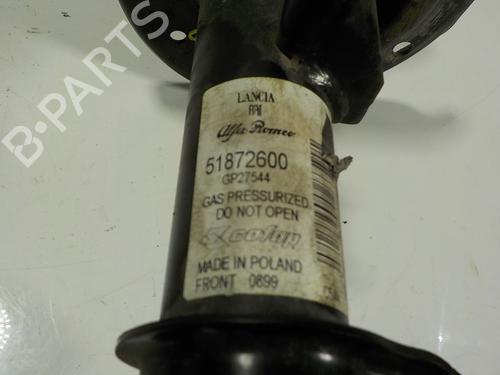 LANCIA
FIAT
Alfa Romeo
51872600
GP27544
GAS PRESSURIZED
DO NOT OPEN
MADE IN POLAND
FRONT 0899
B-PARTS